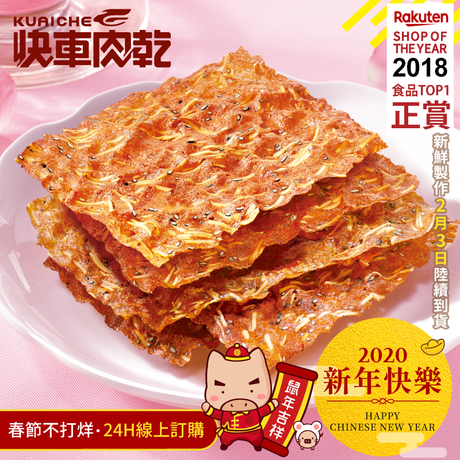 KUAICHE
快車肉乾
Rakuten
SHOP OF
THE YEAR
2018
食品TOP1
正賞
新鮮製作2月3日陸續到貨
2020
新年快樂
HAPPY
CHINESE NEW YEAR
鼠年吉祥
春節不打烊·24H線上訂購